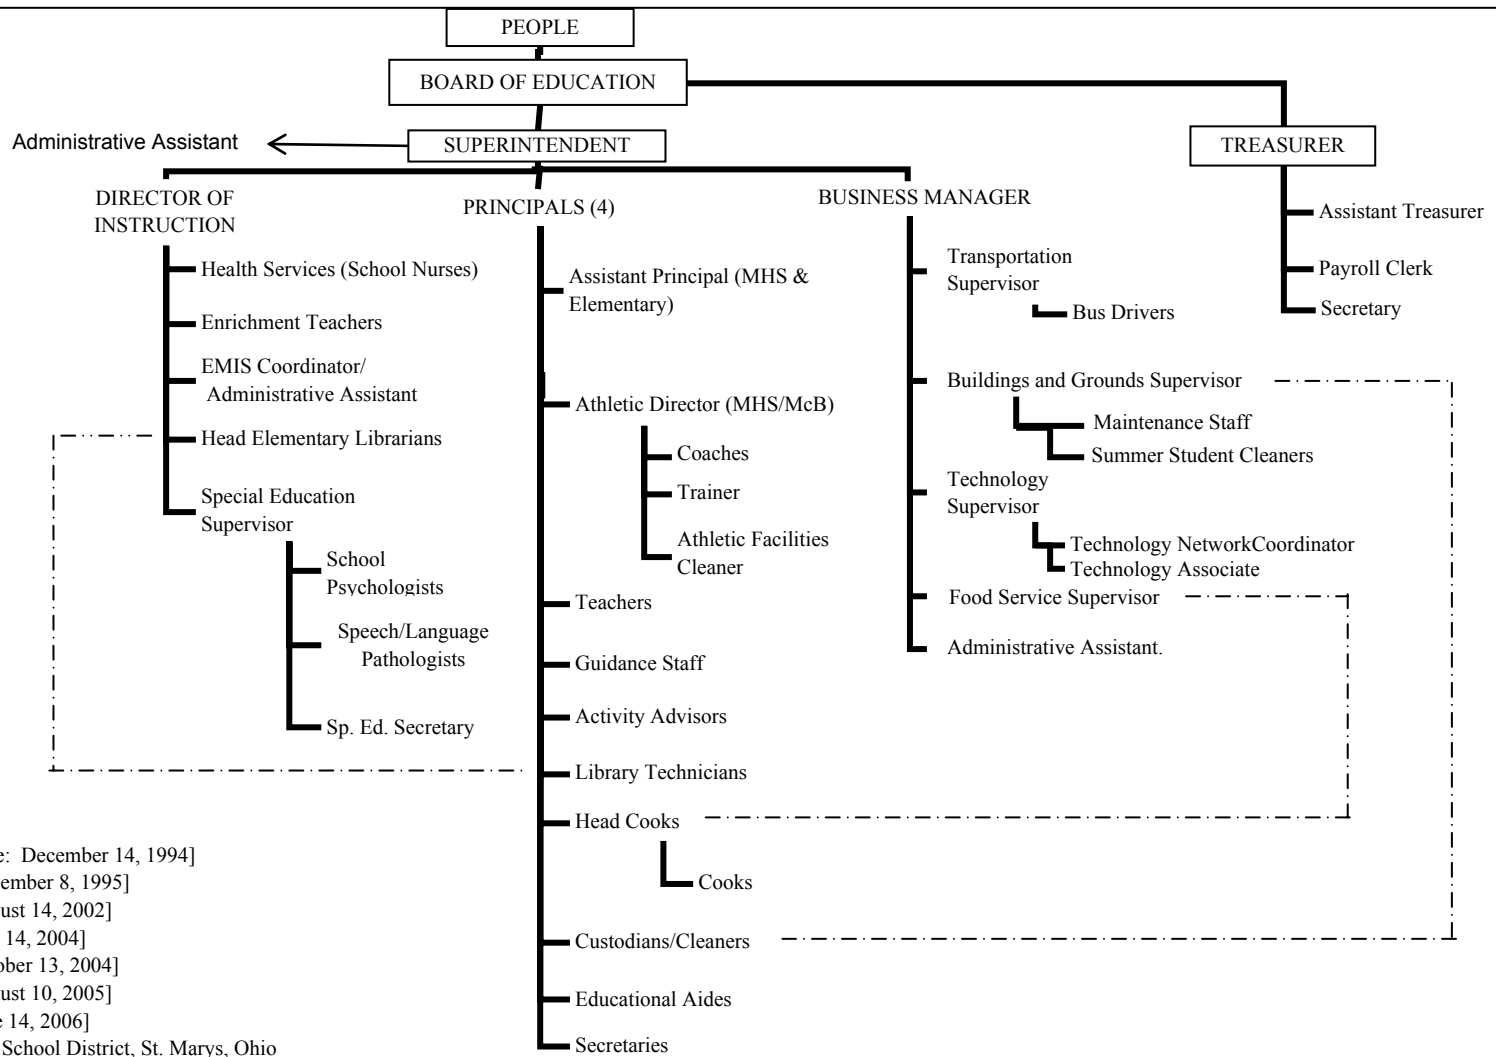 PEOPLE
BOARD OF EDUCATION
Administrative Assistant
SUPERINTENDENT
TREASURER
DIRECTOR OF
INSTRUCTION
PRINCIPALS (4)
BUSINESS MANAGER
Assistant Treasurer
Payroll Clerk
Secretary
Health Services (School Nurses)
Enrichment Teachers
EMIS Coordinator/
Administrative Assistant
Head Elementary Librarians
Special Education
Supervisor
School
Psychologists
Speech/Language
Pathologists
Sp. Ed. Secretary
Assistant Principal (MHS &
Elementary)
Athletic Director (MHS/McB)
Coaches
Trainer
Athletic Facilities
Cleaner
Teachers
Guidance Staff
Activity Advisors
Library Technicians
Head Cooks
Cooks
Custodians/Cleaners
Educational Aides
Secretaries
Transportation
Supervisor
Bus Drivers
Buildings and Grounds Supervisor
Maintenance Staff
Summer Student Cleaners
Technology
Supervisor
Technology NetworkCoordinator
Technology Associate
Food Service Supervisor
Administrative Assistant.
e: December 14, 1994]
ember 8, 1995]
ust 14, 2002]
14, 2004]
ober 13, 2004]
ust 10, 2005]
e 14, 2006]
School District, St. Marys, Ohio